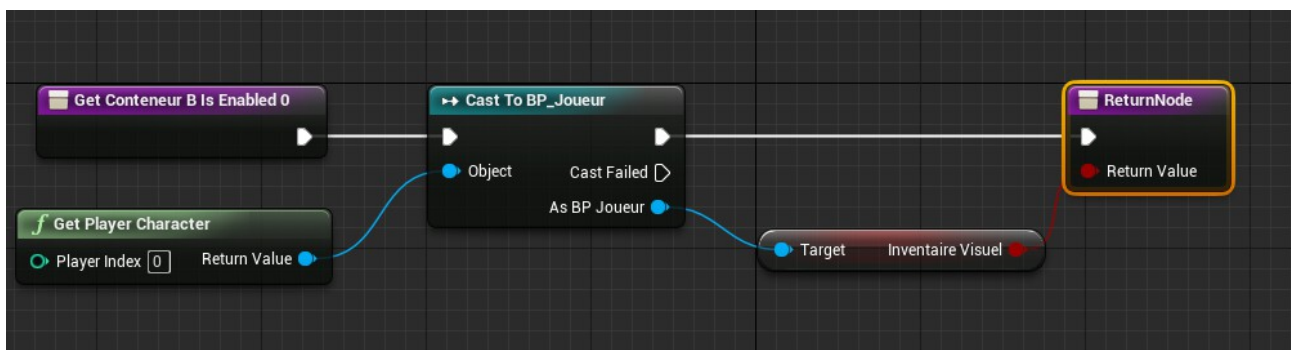 Get Conteneur B Is Enabled 0
Cast To BP_Joueur
ReturnNode
Object
Cast Failed
Return Value
As BP Joueur
f Get Player Character
Player Index 0
Return Value
Target
Inventaire Visuel